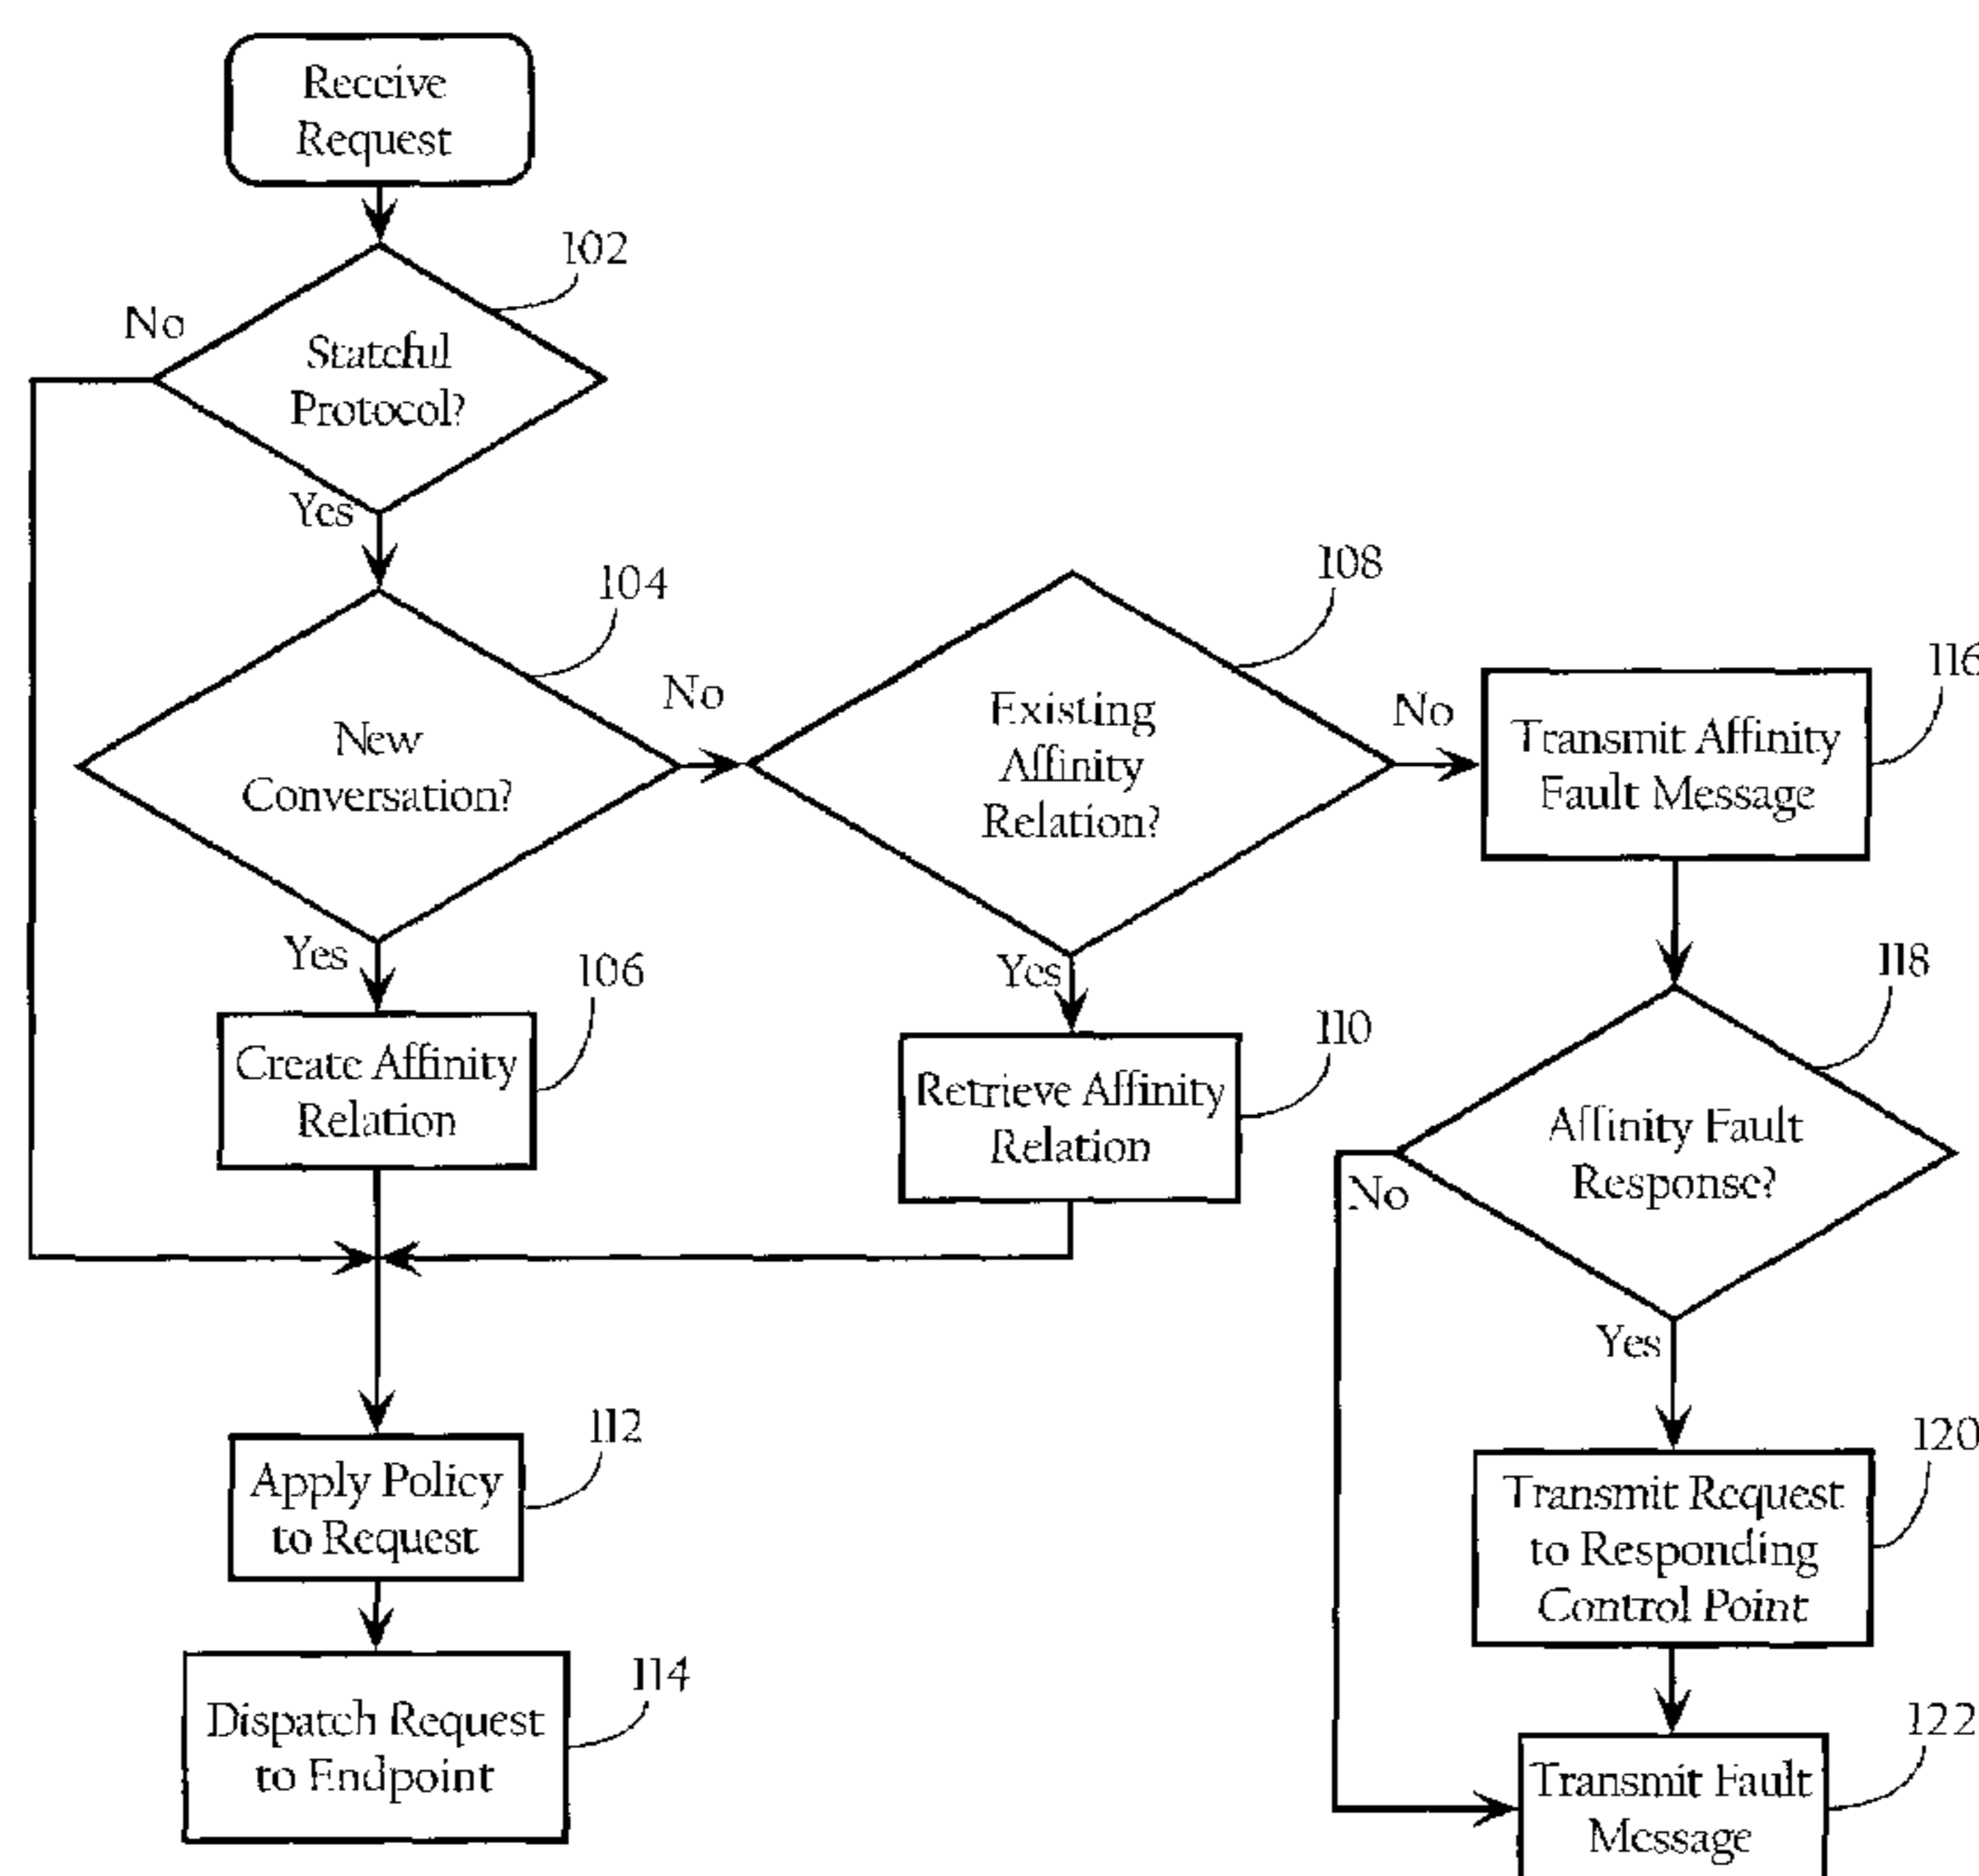 Receive
Request
102
No
Stateful
Protocol?
Yes
104
No
New
Conversation?
Yes
108
Existing
Affinity
Relation?
No
Yes
116
Transmit Affinity
Fault Message
106
Create Affinity
Relation
110
Retrieve Affinity
Relation
118
Affinity Fault
Response?
No
Yes
112
Apply Policy
to Request
120
Transmit Request
to Responding
Control Point
114
Dispatch Request
to Endpoint
122
Transmit Fault
Message